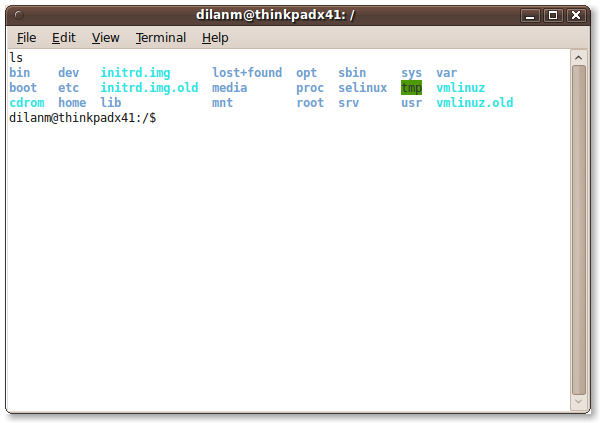 dilanm@thinkpadx41: /
File Edit View Terminal Help
ls
bin dev initrd.img lost+found opt sbin sys var
boot etc initrd.img.old media proc selinux tmp vmlinuz
cdrom home lib mnt root srv usr vmlinuz.old
dilanm@thinkpadx41:/$